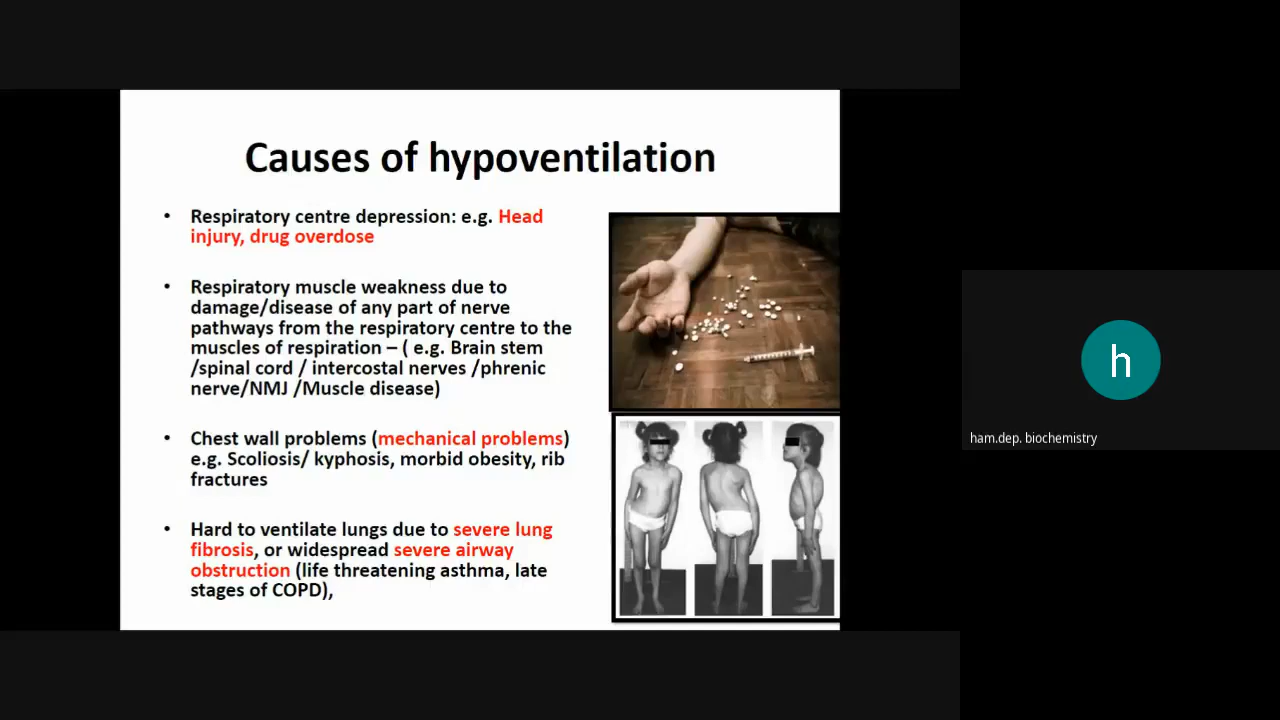 Causes of hypoventilation
• Respiratory centre depression: e.g. Head
injury, drug overdose
• Respiratory muscle weakness due to
damage/disease of any part of nerve
pathways from the respiratory centre to the
muscles of respiration – ( e.g. Brain stem
/spinal cord / intercostal nerves /phrenic
nerve/NMJ /Muscle disease)
• Chest wall problems (mechanical problems)
e.g. Scoliosis/ kyphosis, morbid obesity, rib
fractures
• Hard to ventilate lungs due to severe lung
fibrosis, or widespread severe airway
obstruction (life threatening asthma, late
stages of COPD),
h
ham.dep. biochemistry